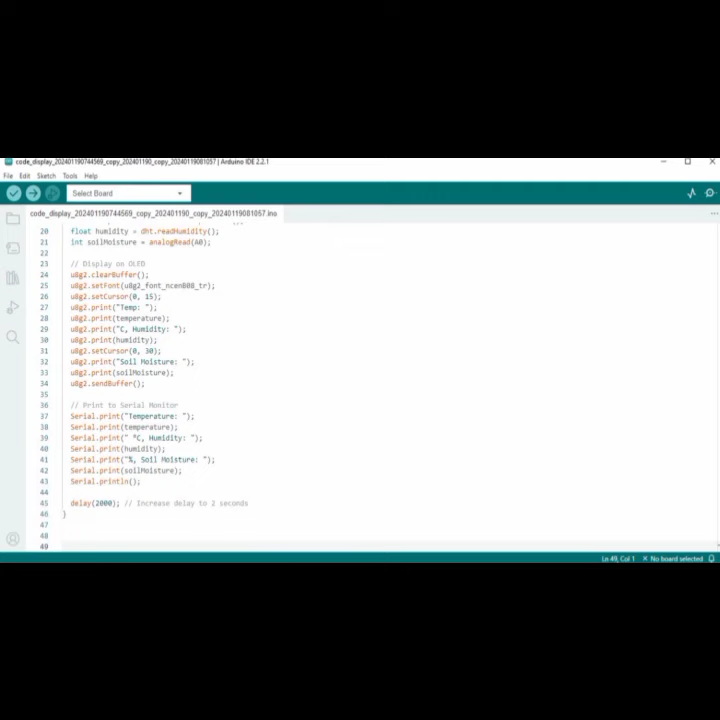 code_display_202401190744569_copy_202401190_copy_20240119081057 | Arduino IDE 2.2.1
File Edit Sketch Tools Help
Select Board
code_display_202401190744569_copy_202401190_copy_20240119081057.ino
20 float humidity = dht.readHumidity();
21 int soilMoisture = analogRead(A0);
22
23 // Display on OLED
24 u8g2.clearBuffer();
25 u8g2.setFont(u8g2_font_ncenB08_tr);
26 u8g2.setCursor(0, 15);
27 u8g2.print("Temp: ");
28 u8g2.print(temperature);
29 u8g2.print("C, Humidity: ");
30 u8g2.print(humidity);
31 u8g2.setCursor(0, 30);
32 u8g2.print("Soil Moisture: ");
33 u8g2.print(soilMoisture);
34 u8g2.sendBuffer();
35
36 // Print to Serial Monitor
37 Serial.print("Temperature: ");
38 Serial.print(temperature);
39 Serial.print(" °C, Humidity: ");
40 Serial.print(humidity);
41 Serial.print("%, Soil Moisture: ");
42 Serial.print(soilMoisture);
43 Serial.println();
44
45 delay(2000); // Increase delay to 2 seconds
46 }
47
48
49
Ln 49, Col 1 × No board selected